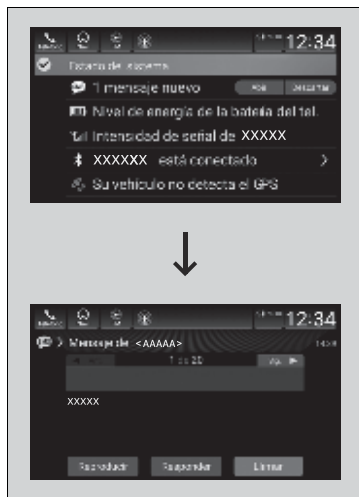 12:34
Estado del sistema
1 mensaje nuevo
Nivel de energía de la batería del tel.
Intensidad de señal de XXXXX
XXXXXX está conectado
Su vehículo no detecta el GPS
12:34
Mensaje de <AAAAA>
1 de 20
XXXXX
Reproducir Responder Llamar